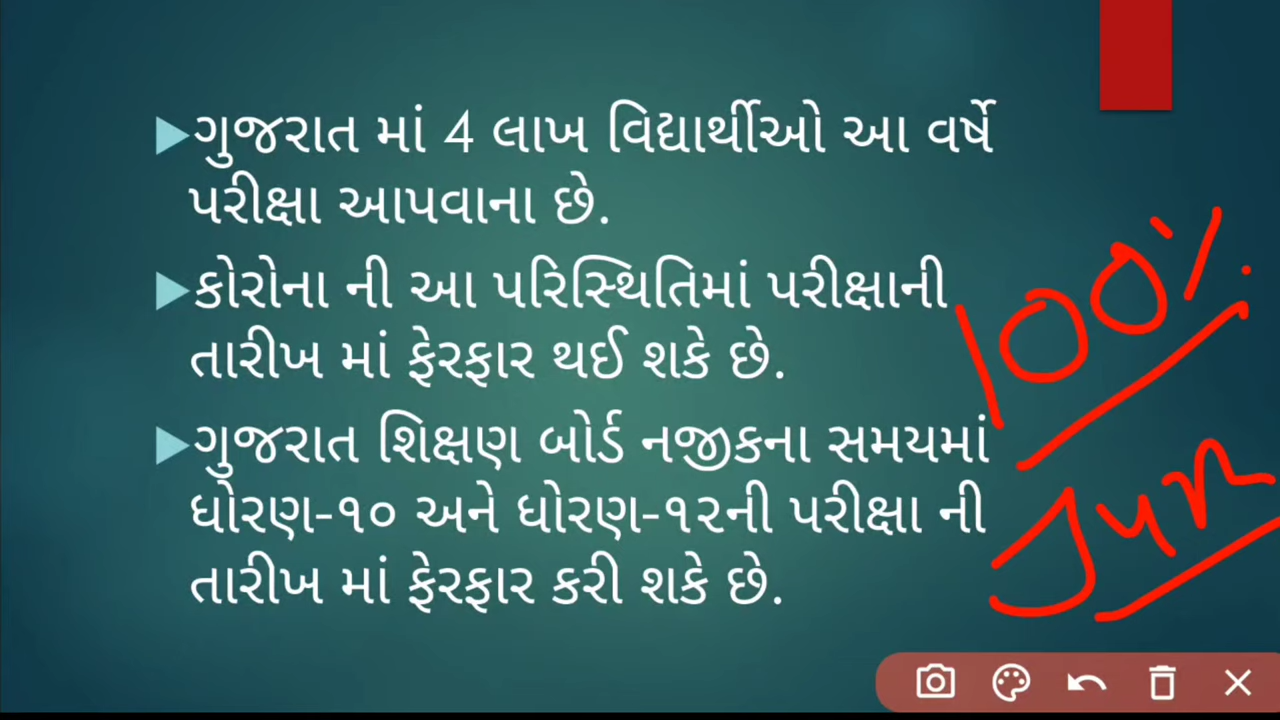 ગુજરાત માં 4 લાખ વિદ્યાર્થીઓ આ વર્ષે
પરીક્ષા આપવાના છે.
કોરોના ની આ પરિસ્થિતિમાં પરીક્ષાની
તારીખ માં ફેરફાર થઈ શકે છે.
100%
ગુજરાત શિક્ષણ બોર્ડ નજીકના સમયમાં
ધોરણ-૧૦ અને ધોરણ-૧૨ની પરીક્ષા ની
તારીખ માં ફેરફાર કરી શકે છે.
Jun